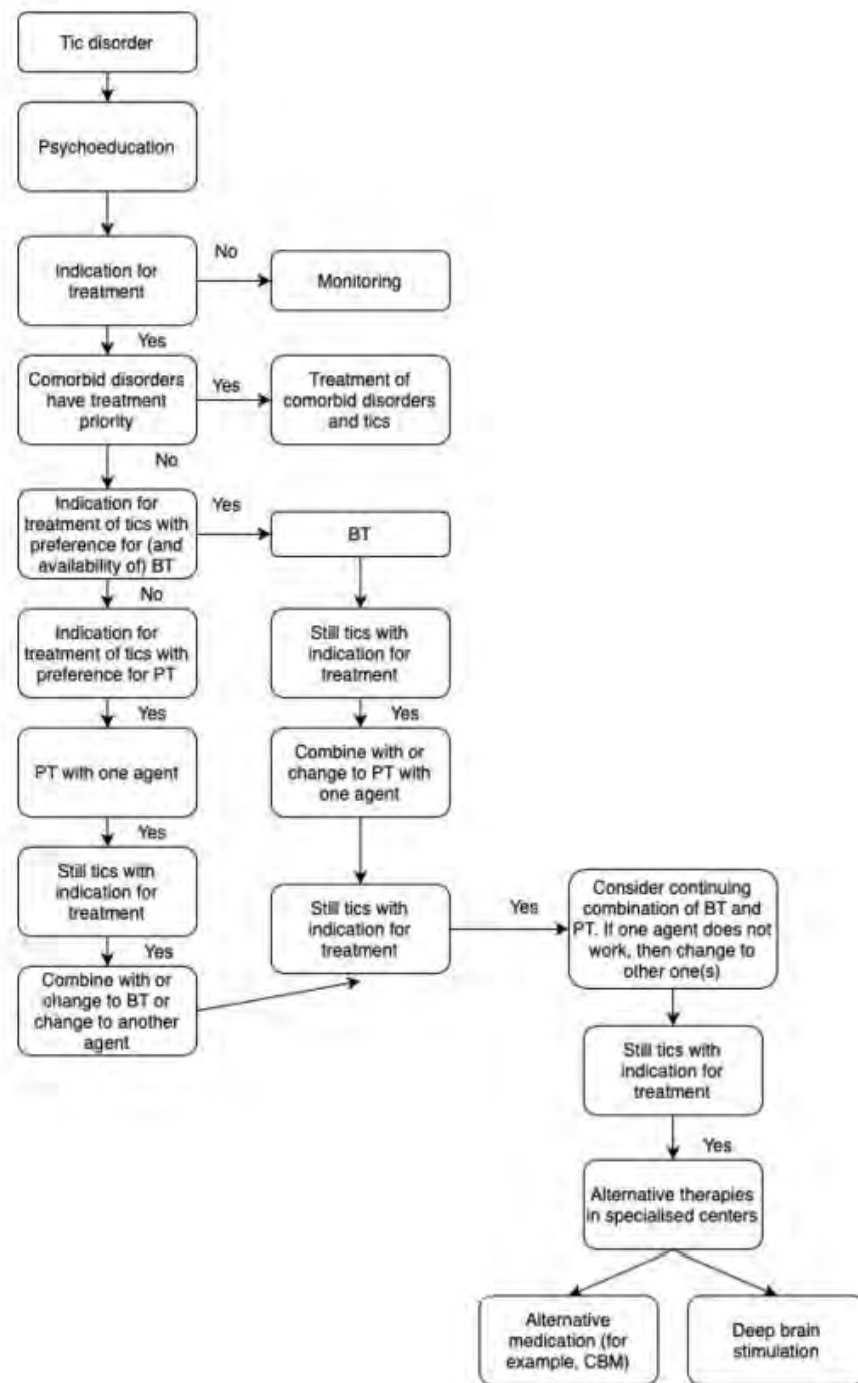 Tic disorder
Psychoeducation
Indication for
treatment
No
Monitoring
Yes
Comorbid disorders
have treatment
priority
Yes
Treatment of
comorbid disorders
and tics
No
Indication for
treatment of tics with
preference for (and
availability of) BT
Yes
BT
No
Indication for
treatment of tics with
preference for PT
Still tics with
indication for
treatment
Yes
Yes
PT with one agent
Combine with or
change to PT with
one agent
Yes
Still tics with
indication for
treatment
Still tics with
indication for
treatment
Yes
Consider continuing
combination of BT and
PT. If one agent does not
work, then change to
other one(s)
Yes
Combine with or
change to BT or
change to another
agent
Still tics with
indication for
treatment
Yes
Alternative therapies
in specialised centers
Alternative
medication (for
example, CBM)
Deep brain
stimulation